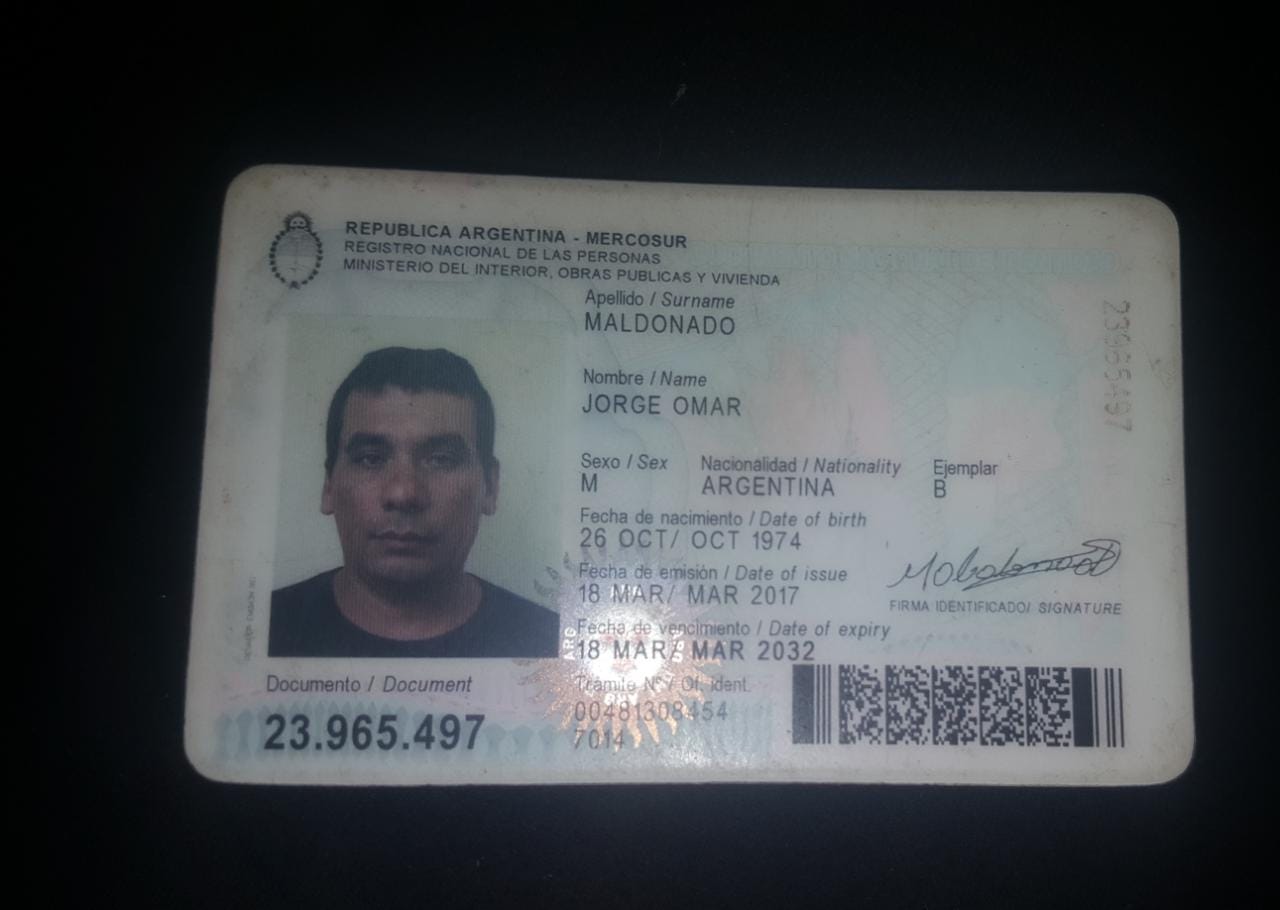 REPUBLICA ARGENTINA - MERCOSUR
REGISTRO NACIONAL DE LAS PERSONAS
MINISTERIO DEL INTERIOR, OBRAS PUBLICAS Y VIVIENDA
Apellido / Surname
MALDONADO
Nombre / Name
JORGE OMAR
Sexo / Sex Nacionalidad / Nationality Ejemplar
M ARGENTINA B
Fecha de nacimiento / Date of birth
26 OCT/ OCT 1974
Fecha de emisión / Date of issue
18 MAR/ MAR 2017
FIRMA IDENTIFICADO/ SIGNATURE
Fecha de vencimiento / Date of expiry
18 MAR/ MAR 2032
Documento / Document
23.965.497
Trámite Nº / Of. ident.
00481308454
7014
ARG
23965497